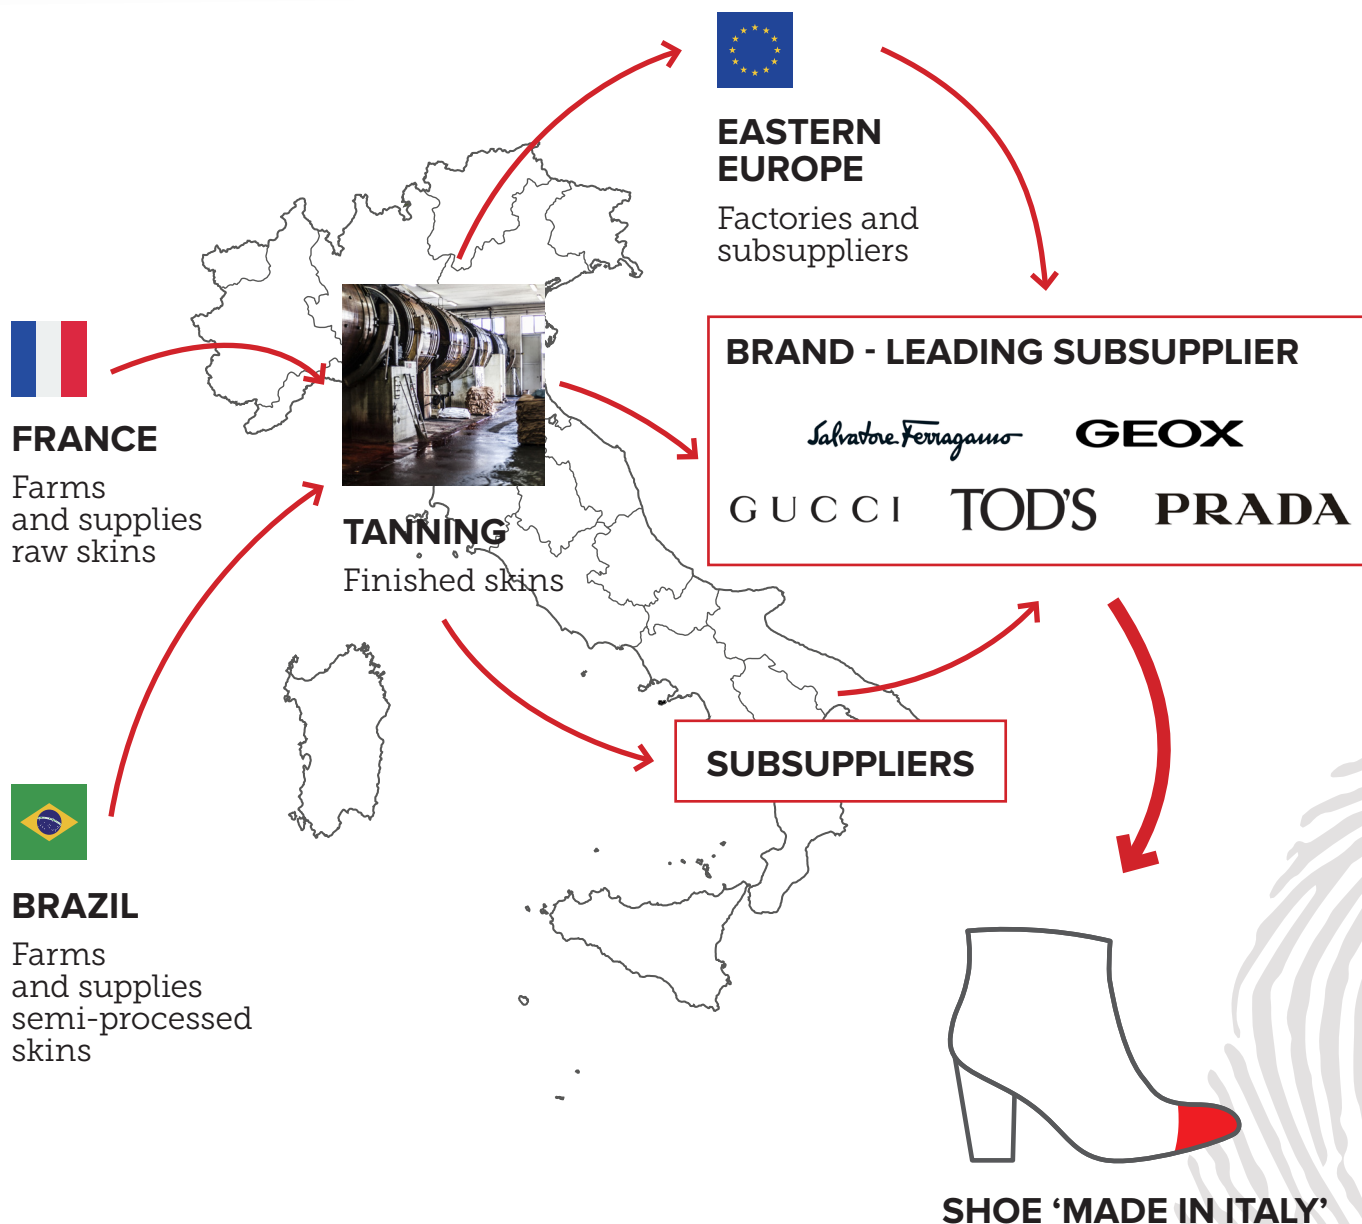 EASTERN
EUROPE
Factories and
subsuppliers
FRANCE
Farms
and supplies
raw skins
BRAND - LEADING SUBSUPPLIER
Salvatore Ferragamo
GEOX
GUCCI
TOD'S
PRADA
TANNING
Finished skins
SUBSUPPLIERS
BRAZIL
Farms
and supplies
semi-processed
skins
SHOE ‘MADE IN ITALY’